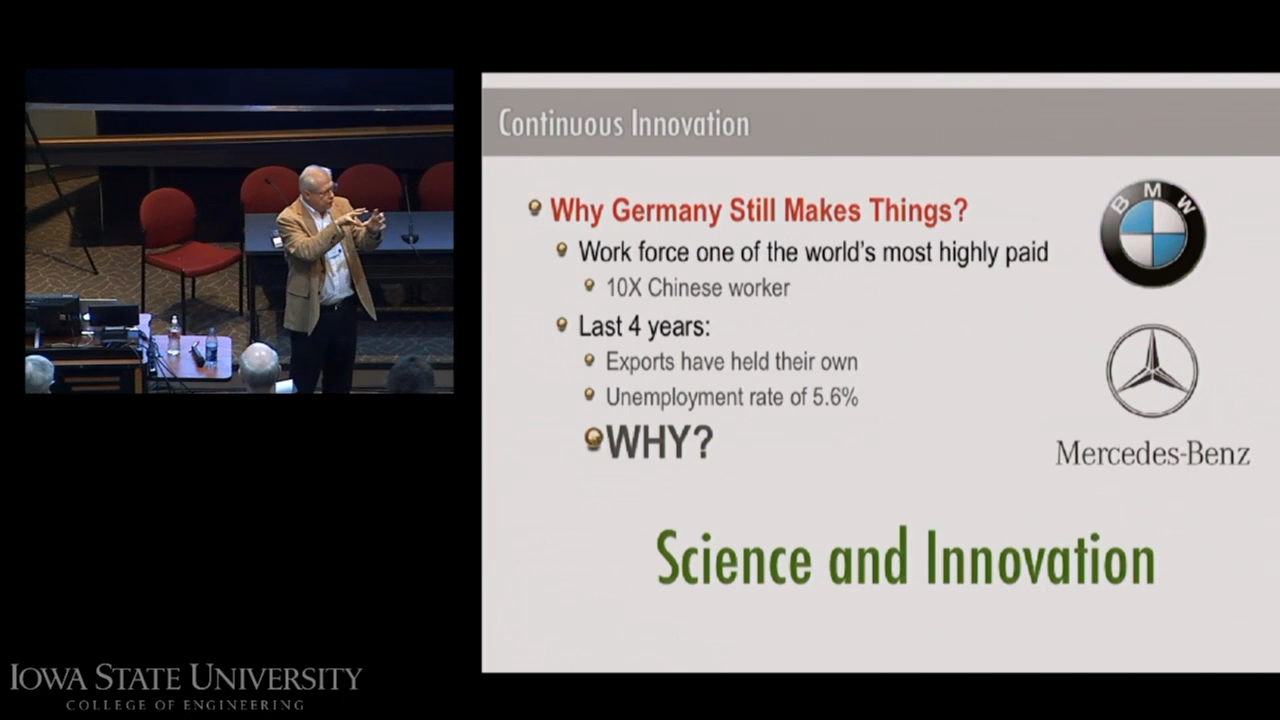 Continuous Innovation
Why Germany Still Makes Things?
Work force one of the world's most highly paid
10X Chinese worker
Last 4 years:
Exports have held their own
Unemployment rate of 5.6%
WHY?
BMW
Mercedes-Benz
Science and Innovation
IOWA STATE UNIVERSITY
COLLEGE OF ENGINEERING